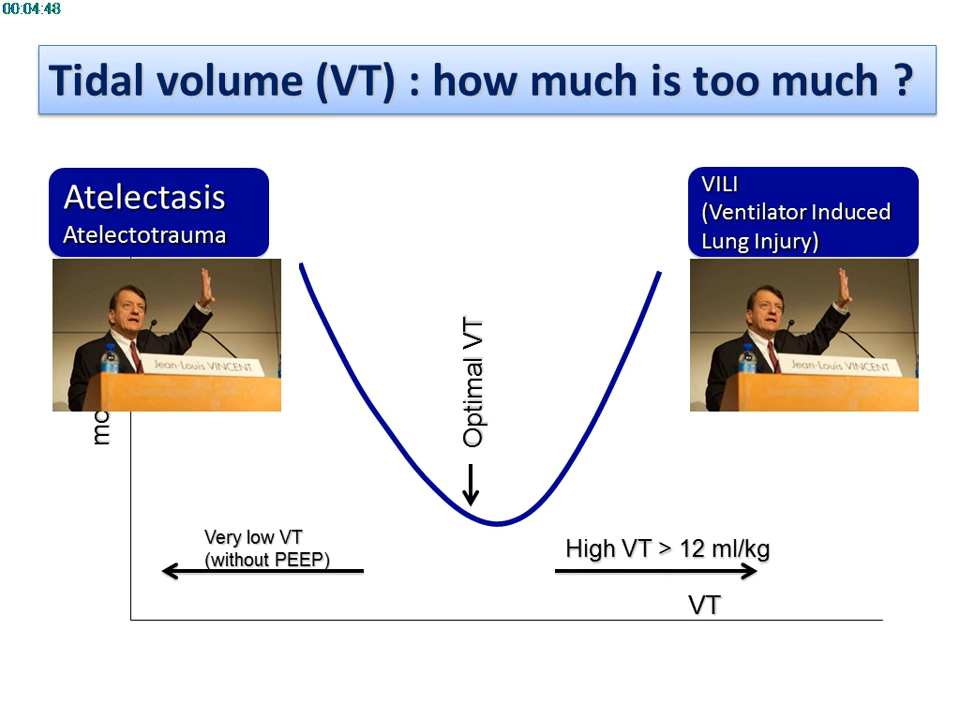 00:04:48
Tidal volume (VT) : how much is too much ?
Atelectasis
Atelectotrauma
VILI
(Ventilator Induced
Lung Injury)
Jean-Louis VINCENT
Jean-Louis VINCENT
Optimal VT
Very low VT
(without PEEP)
High VT > 12 ml/kg
VT